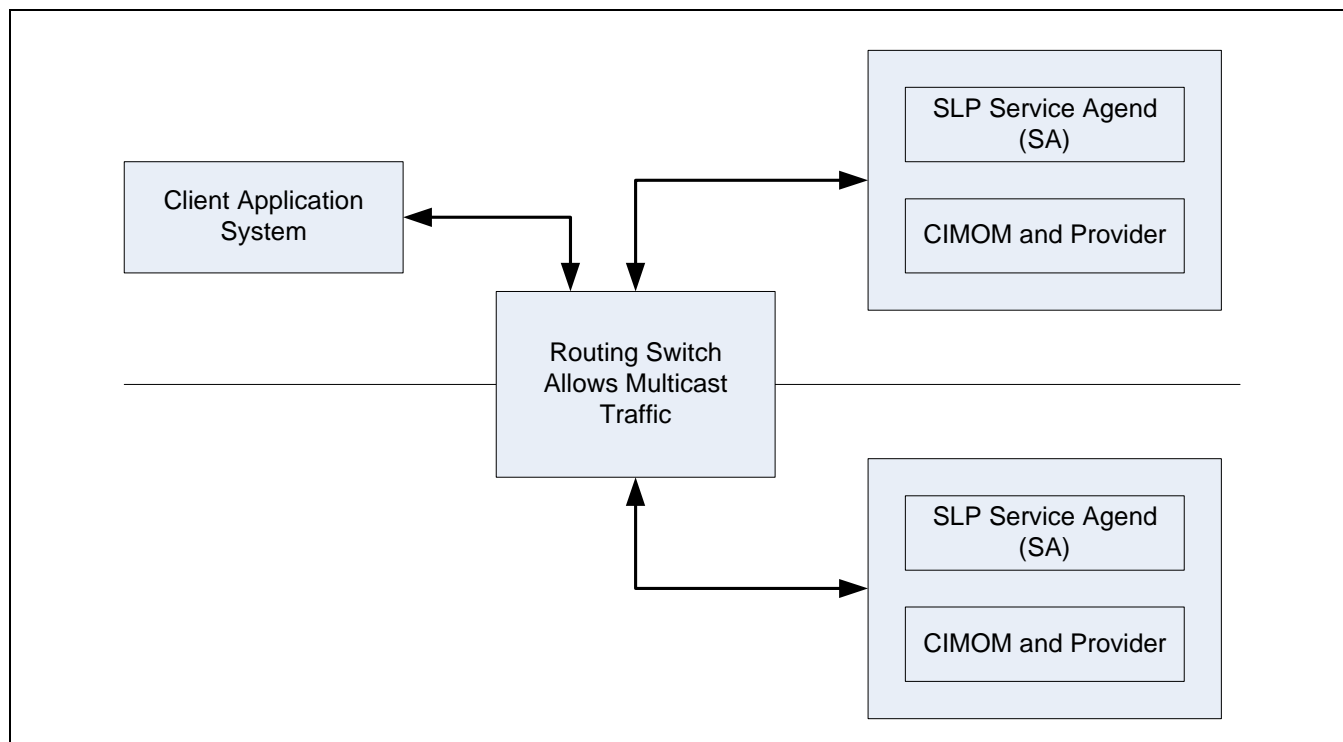 SLP Service Agend
(SA)
Client Application
System
CIMOM and Provider
Routing Switch
Allows Multicast
Traffic
SLP Service Agend
(SA)
CIMOM and Provider